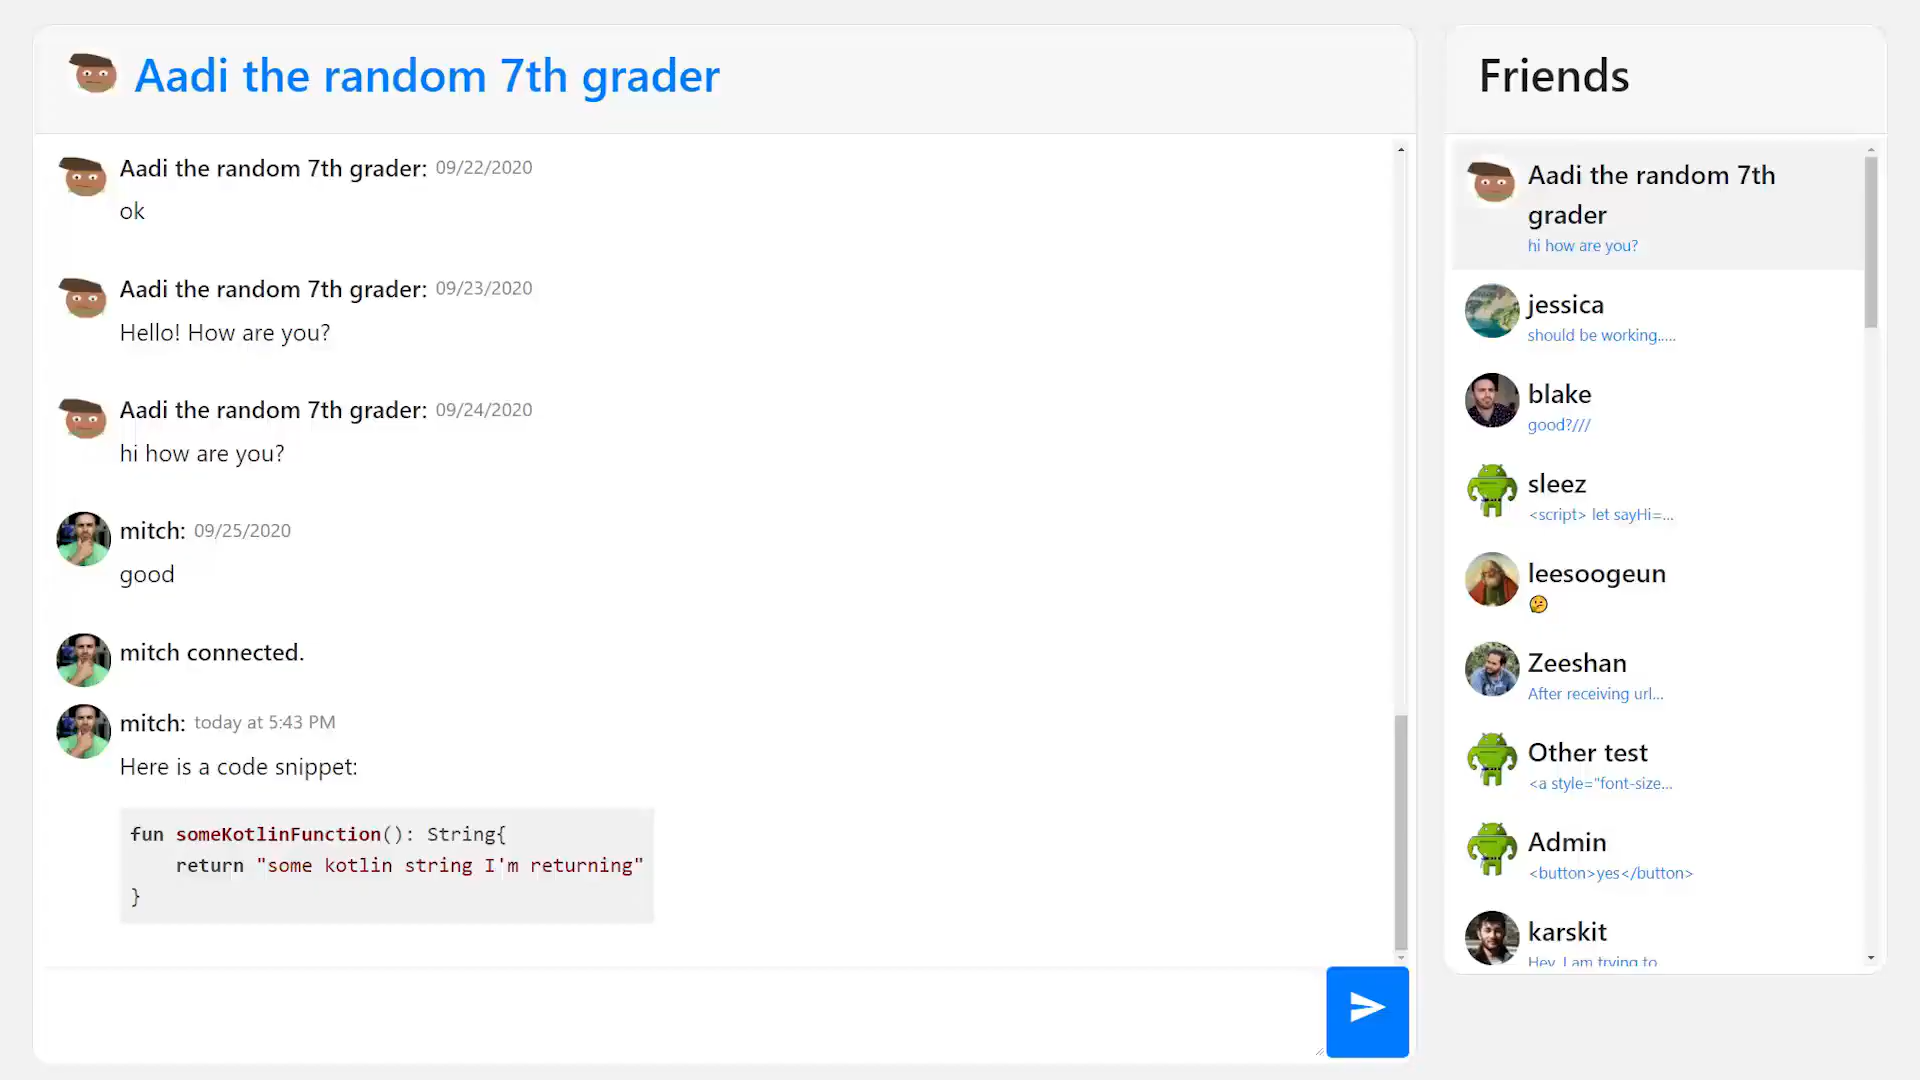 Aadi the random 7th grader
Aadi the random 7th grader: 09/22/2020
ok
Aadi the random 7th grader: 09/23/2020
Hello! How are you?
Aadi the random 7th grader: 09/24/2020
hi how are you?
mitch: 09/25/2020
good
mitch connected.
mitch: today at 5:43 PM
Here is a code snippet:
fun someKotlinFunction(): String{
    return "some kotlin string I'm returning"
}
Friends
Aadi the random 7th
grader
hi how are you?
jessica
should be working.....
blake
good?///
sleez
<script> let sayHi=...
leesoogeun
🤔
Zeeshan
After receiving url...
Other test
<a style="font-size...
Admin
<button>yes</button>
karskit
Hey, I am trying to